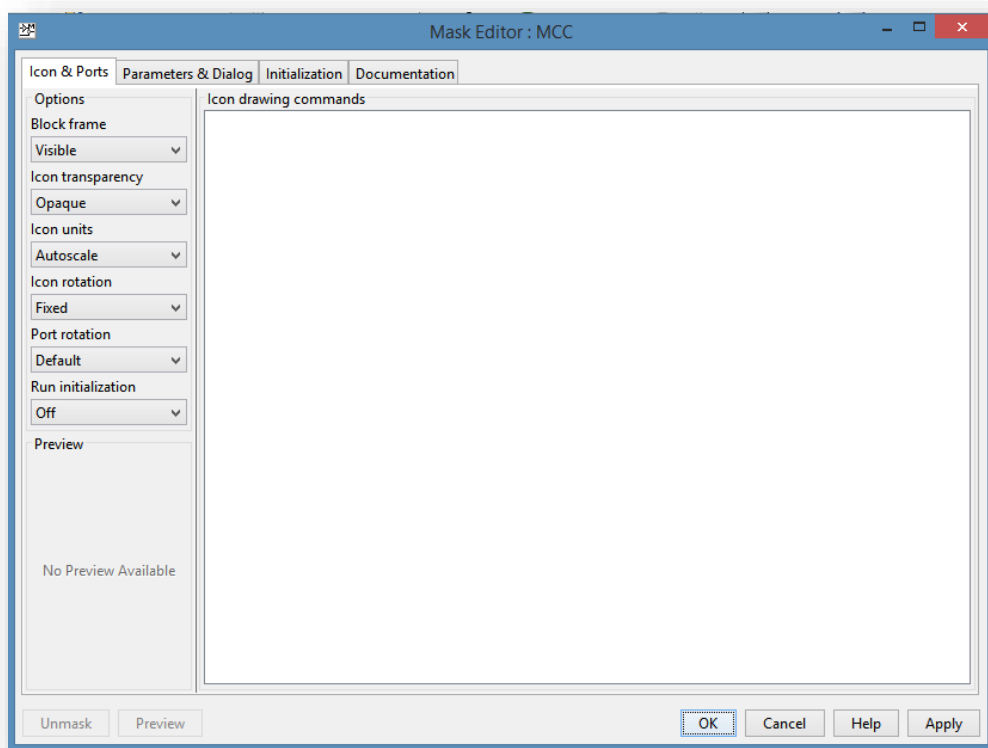 Mask Editor : MCC
Icon & Ports Parameters & Dialog Initialization Documentation
Options
Icon drawing commands
Block frame
Visible
Icon transparency
Opaque
Icon units
Autoscale
Icon rotation
Fixed
Port rotation
Default
Run initialization
Off
Preview
No Preview Available
Unmask Preview OK Cancel Help Apply